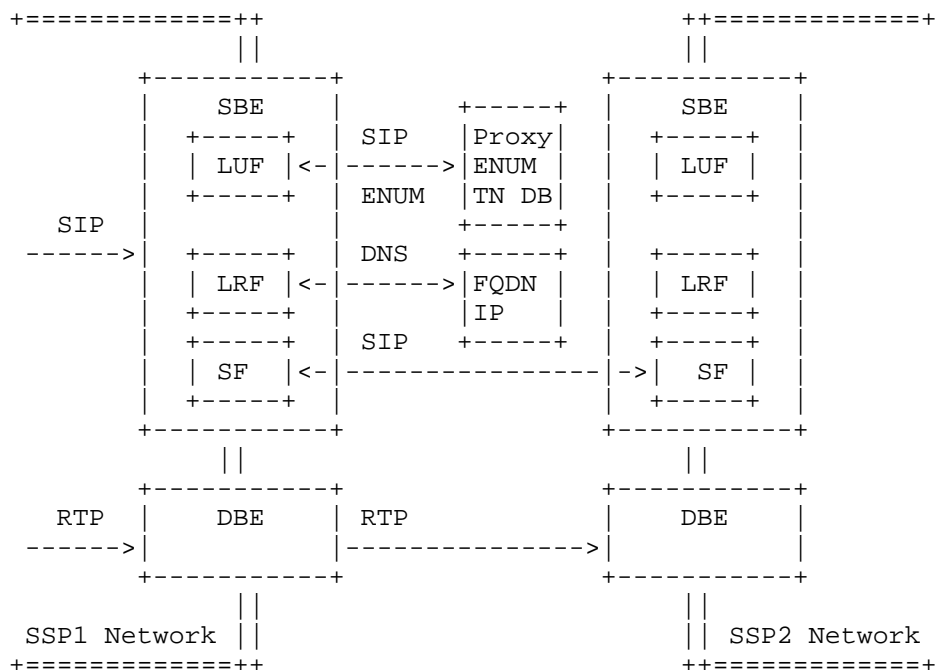 SBE SBE
SIP Proxy
LUF ENUM LUF
ENUM TN DB
SIP
DNS
LRF FQDN LRF
IP
SIP
SF SF
RTP DBE RTP DBE
SSP1 Network SSP2 Network